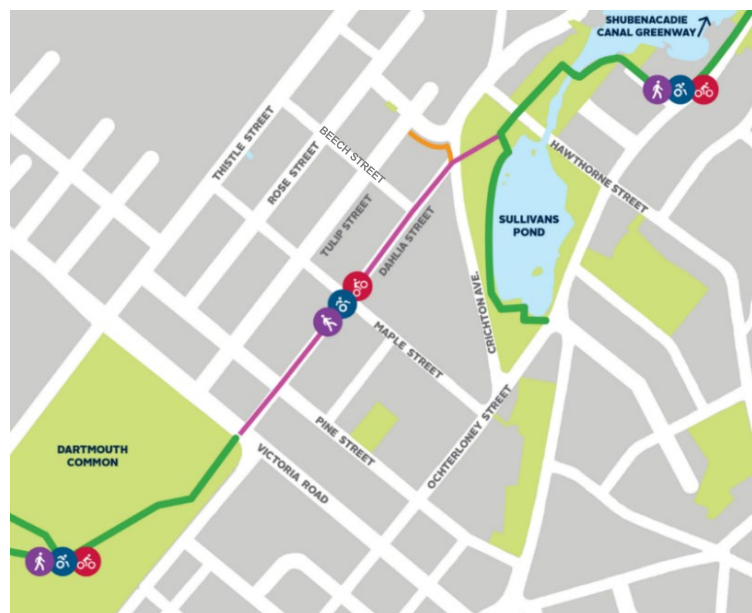 SHUBENACADIE
CANAL GREENWAY
THISTLE STREET
BEECH STREET
ROSE STREET
HAWTHORNE STREET
TULIP STREET
DAHLIA STREET
SULLIVANS
POND
CRICHTON AVE.
MAPLE STREET
PINE STREET
OCHTERLONEY STREET
DARTMOUTH
COMMON
VICTORIA ROAD